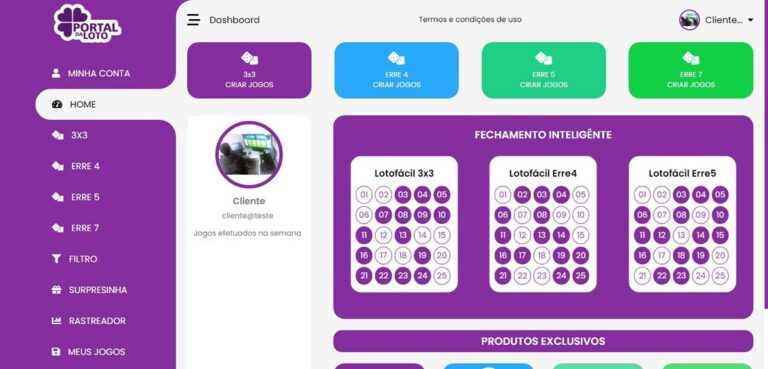 PORTAL
DA LOTO
Dashboard
Termos e condições de uso
Cliente...
MINHA CONTA
HOME
3X3
ERRE 4
ERRE 5
ERRE 7
FILTRO
SURPRESINHA
RASTREADOR
MEUS JOGOS
3x3
CRIAR JOGOS
ERRE 4
CRIAR JOGOS
ERRE 5
CRIAR JOGOS
ERRE 7
CRIAR JOGOS
Cliente
cliente@teste
Jogos efetuados na semana
FECHAMENTO INTELIGÊNTE
Lotofácil 3x3
01 02 03 04 05
06 07 08 09 10
11 12 13 14 15
16 17 18 19 20
21 22 23 24 25
Lotofácil Erre4
01 02 03 04 05
06 07 08 09 10
11 12 13 14 15
16 17 18 19 20
21 22 23 24 25
Lotofácil Erre5
01 02 03 04 05
06 07 08 09 10
11 12 13 14 15
16 17 18 19 20
21 22 23 24 25
PRODUTOS EXCLUSIVOS